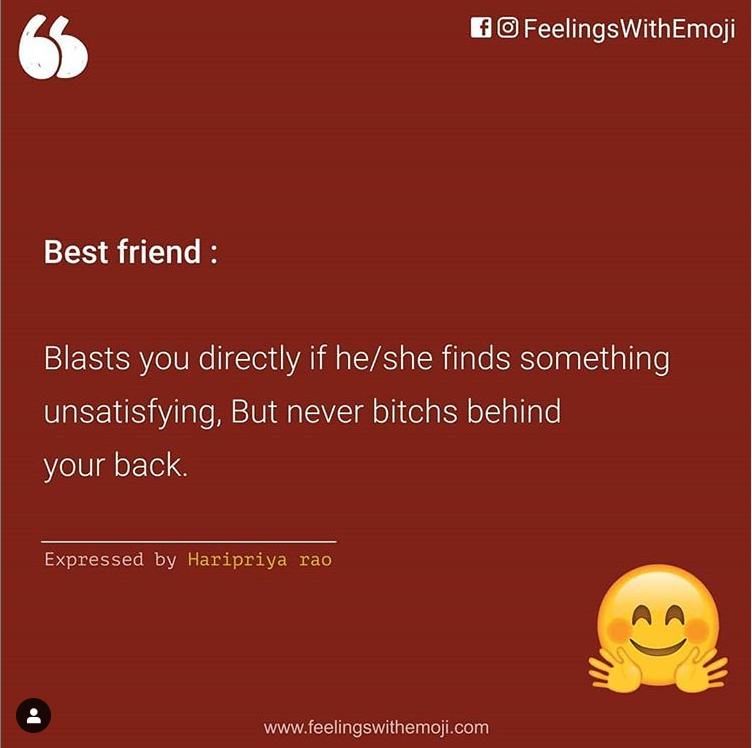 FeelingsWithEmoji
Best friend :
Blasts you directly if he/she finds something
unsatisfying, But never bitchs behind
your back.
Expressed by Haripriya rao
www.feelingswithemoji.com